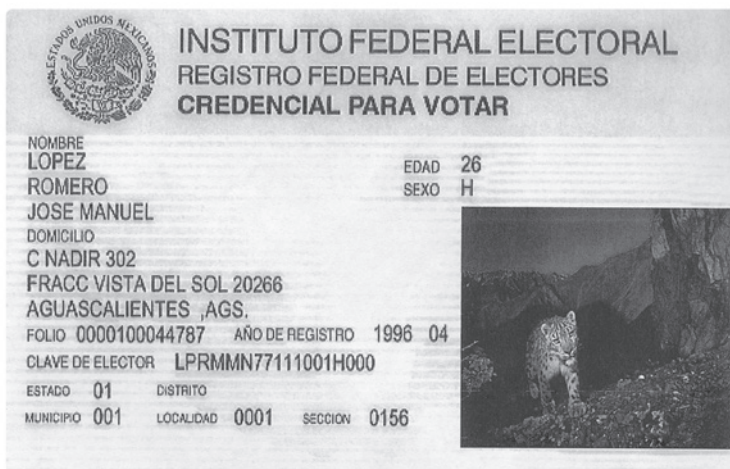 ESTADOS UNIDOS MEXICANOS
INSTITUTO FEDERAL ELECTORAL
REGISTRO FEDERAL DE ELECTORES
CREDENCIAL PARA VOTAR
NOMBRE
LOPEZ
ROMERO
JOSE MANUEL
EDAD 26
SEXO H
DOMICILIO
C NADIR 302
FRACC VISTA DEL SOL 20266
AGUASCALIENTES ,AGS.
FOLIO 0000100044787 AÑO DE REGISTRO 1996 04
CLAVE DE ELECTOR LPRMMN77111001H000
ESTADO 01 DISTRITO
MUNICIPIO 001 LOCALIDAD 0001 SECCION 0156